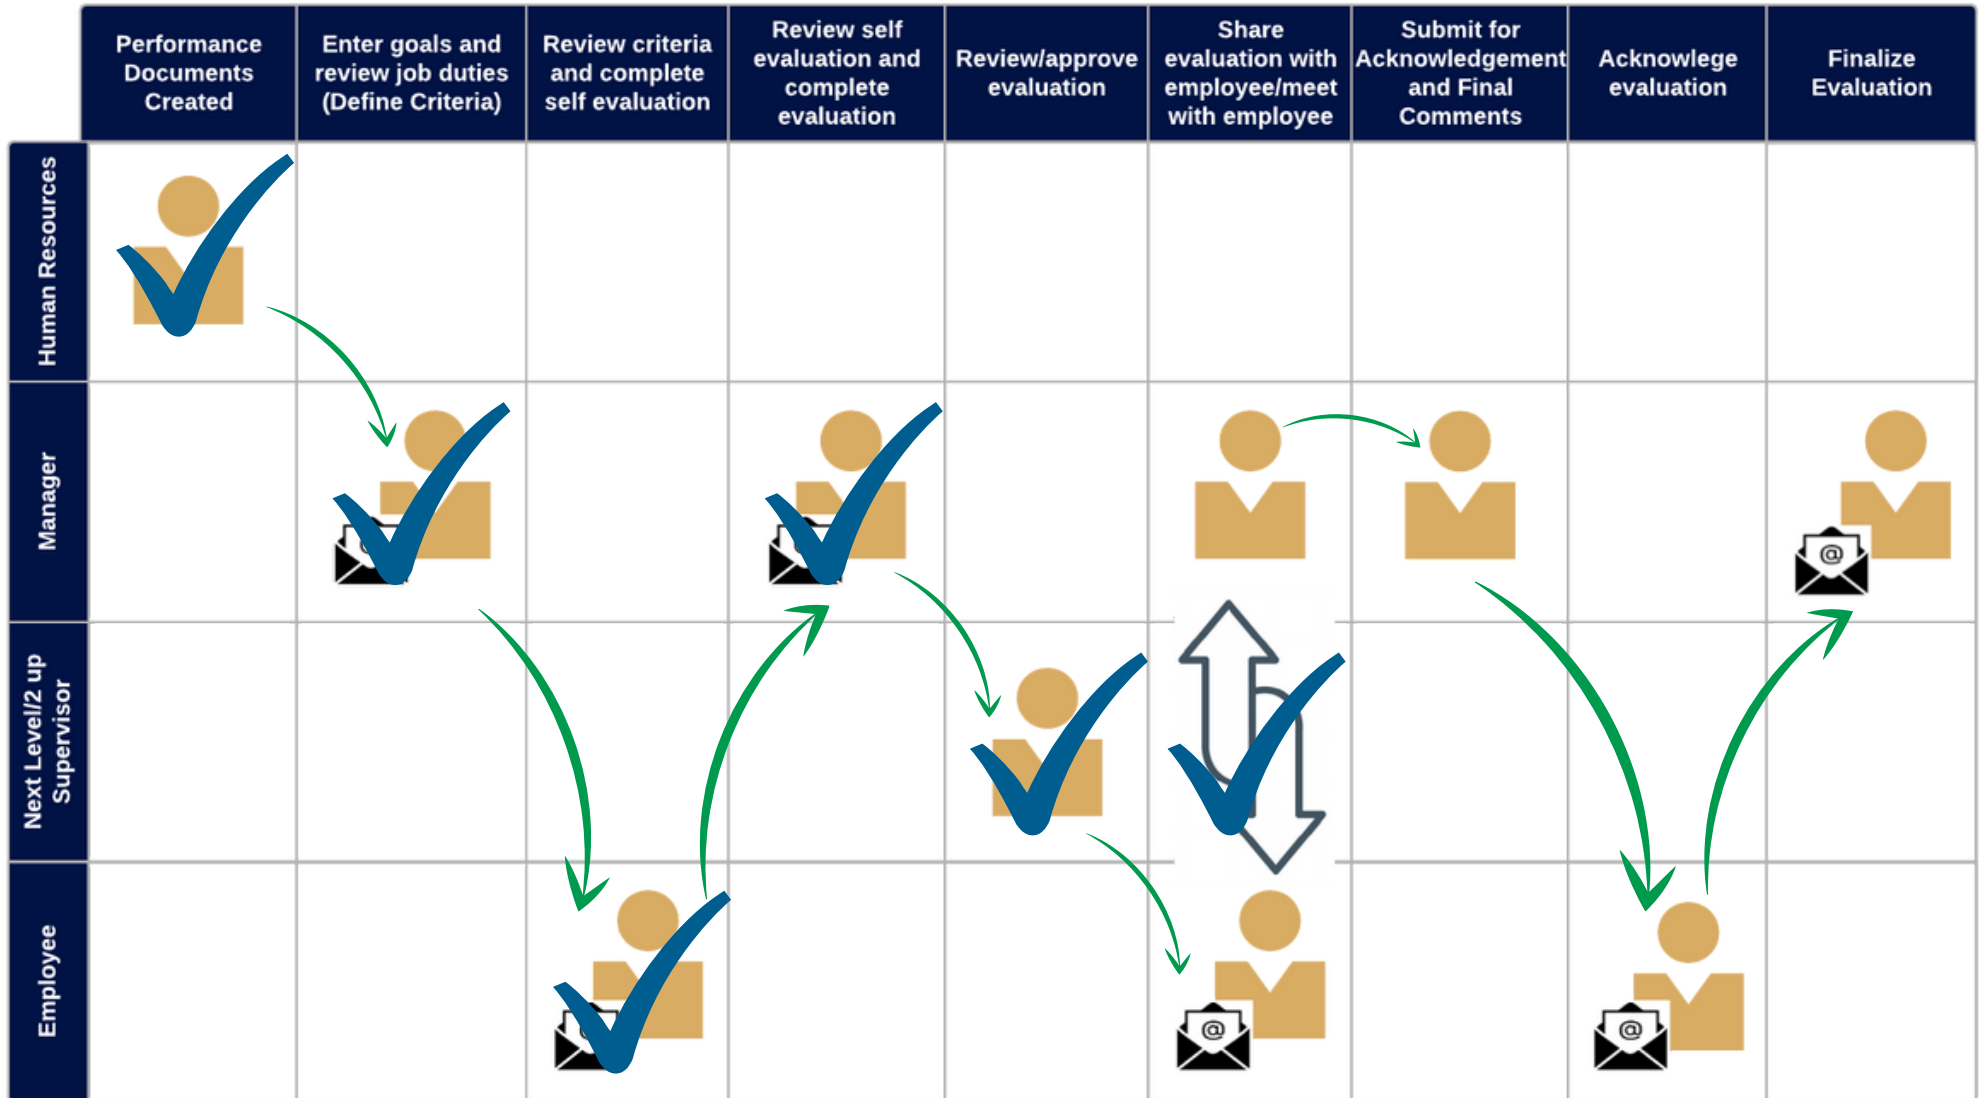 Performance
Documents
Created
Enter goals and
review job duties
(Define Criteria)
Review criteria
and complete
self evaluation
Review self
evaluation and
complete
evaluation
Review/approve
evaluation
Share
evaluation with
employee/meet
with employee
Submit for
Acknowledgement
and Final
Comments
Acknowlege
evaluation
Finalize
Evaluation
Human Resources
Manager
@
Next Level/2 up
Supervisor
Employee
@
@